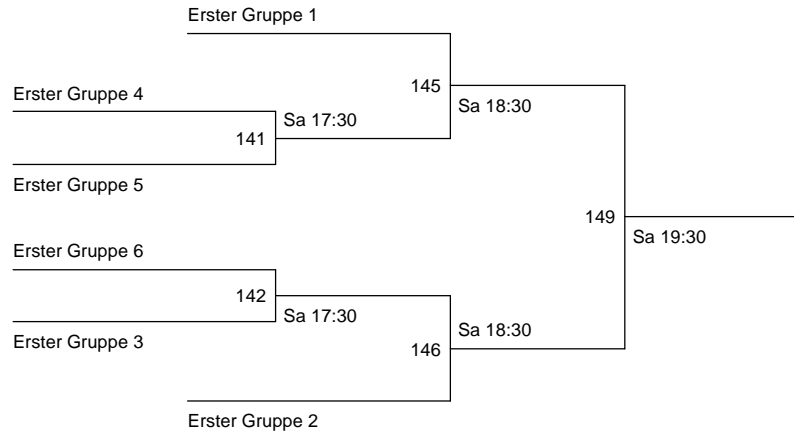 Erster Gruppe 1
145
Sa 18:30
Erster Gruppe 4
141
Sa 17:30
Erster Gruppe 5
149
Sa 19:30
Erster Gruppe 6
142
Sa 17:30
Erster Gruppe 3
146
Sa 18:30
Erster Gruppe 2